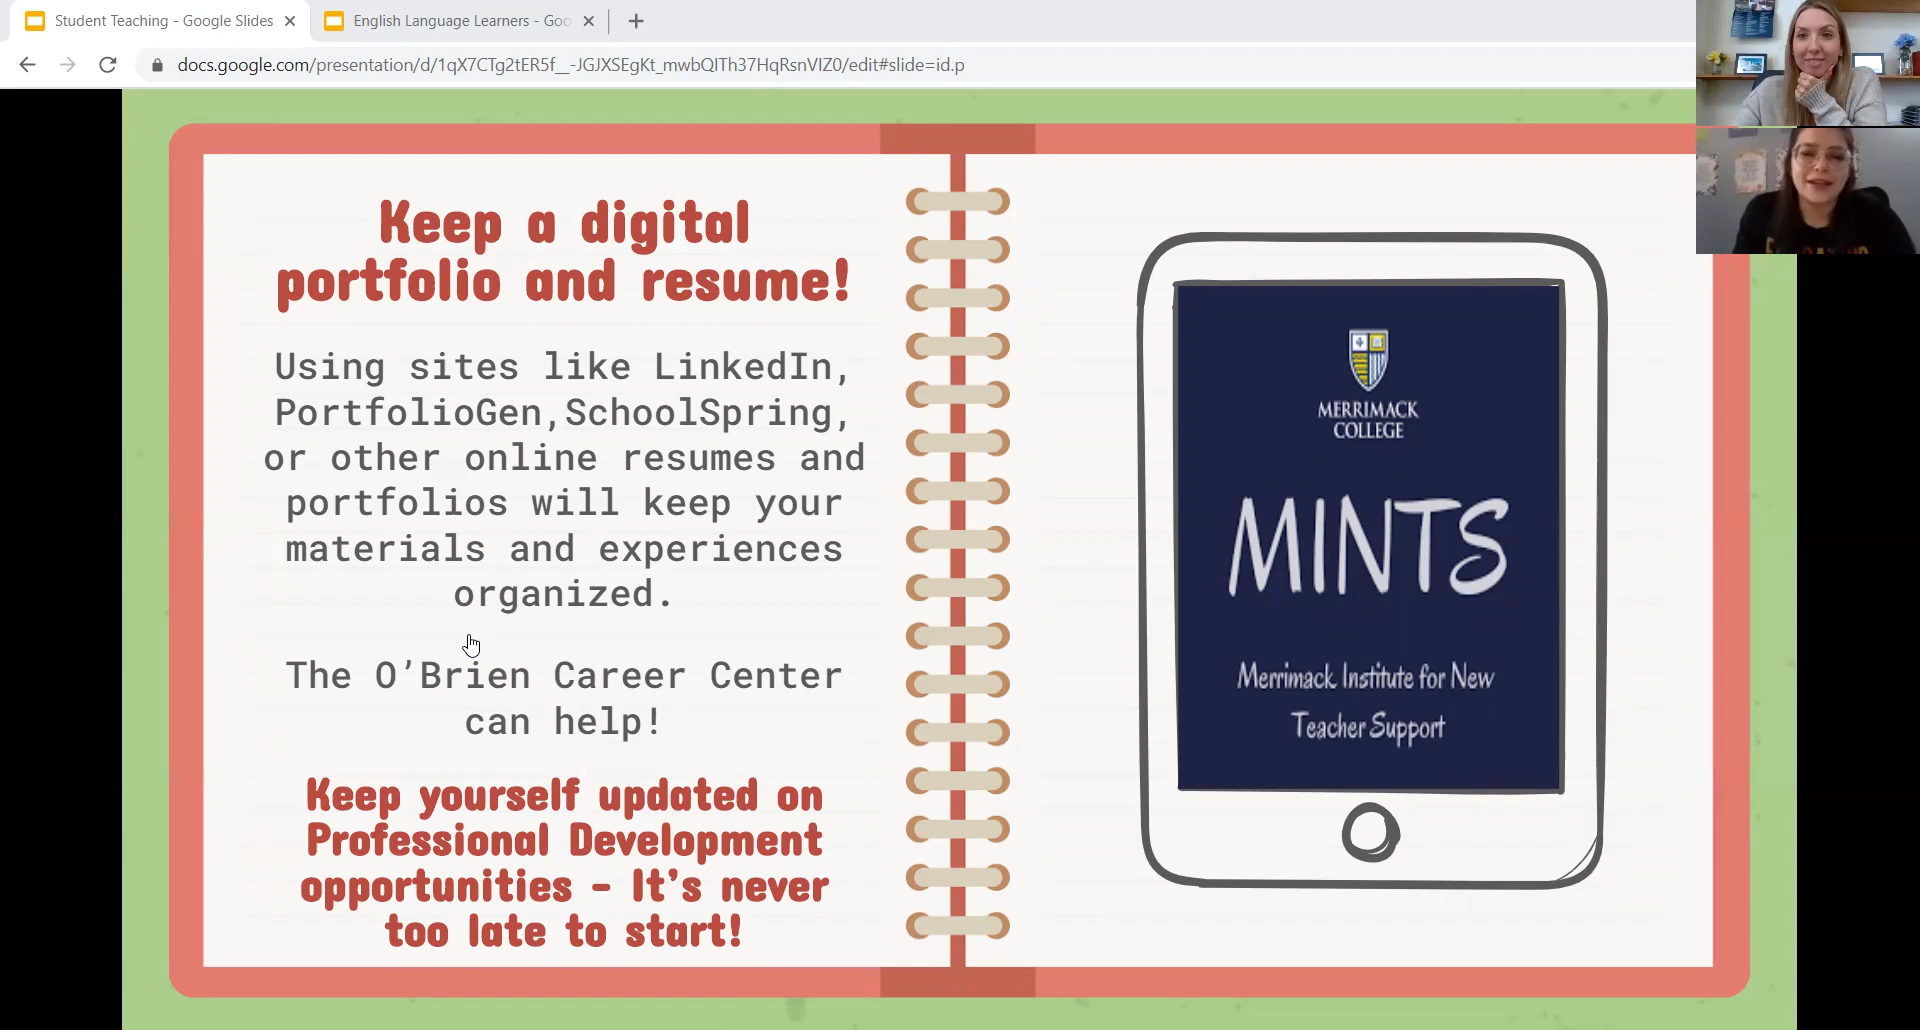 Student Teaching - Google Slides
English Language Learners - Goo
docs.google.com/presentation/d/1qX7CTg2tER5f__-JGJXSEgKt_mwbQITh37HqRsnVIZ0/edit#slide=id.p
Keep a digital
portfolio and resume!
Using sites like LinkedIn,
PortfolioGen,SchoolSpring,
or other online resumes and
portfolios will keep your
materials and experiences
organized.
The O’Brien Career Center
can help!
Keep yourself updated on
Professional Development
opportunities - It’s never
too late to start!
MERRIMACK
COLLEGE
MINTS
Merrimack Institute for New
Teacher Support